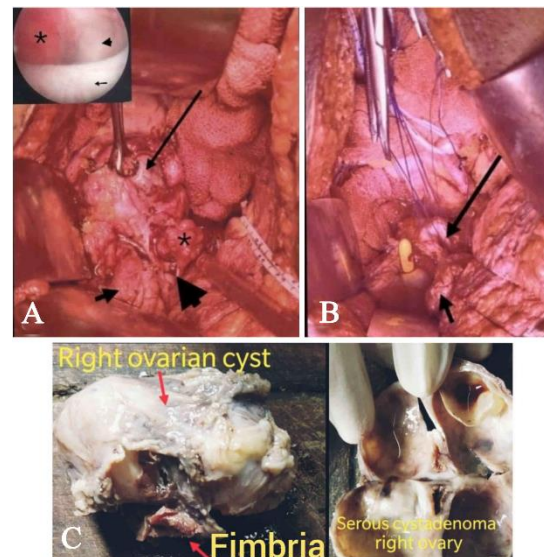 A
B
Right ovarian cyst
C
Fimbria
Serous cystadenoma
right ovary